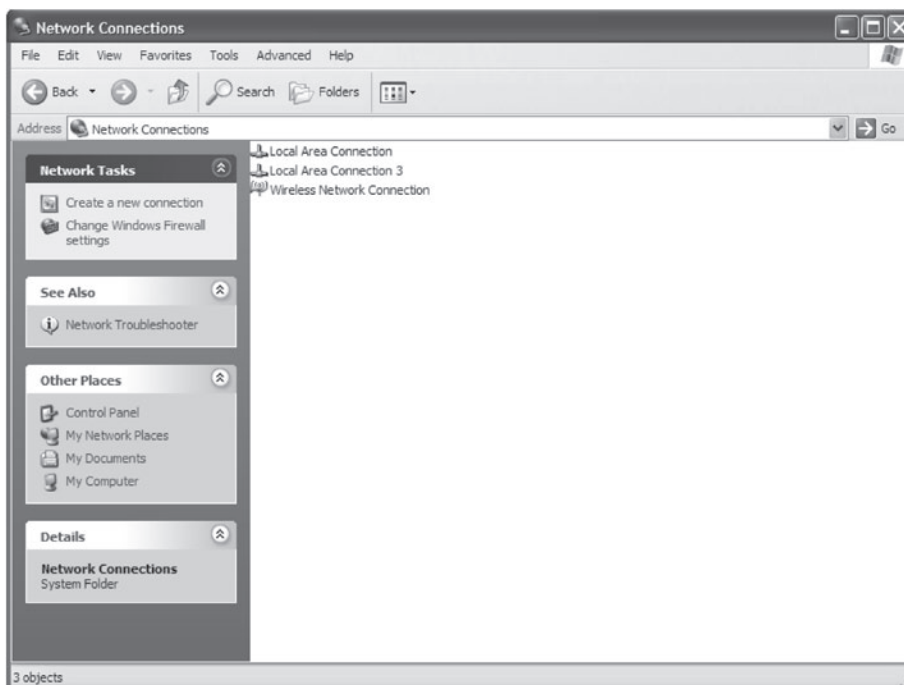 Network Connections
File Edit View Favorites Tools Advanced Help
Back Search Folders
Address Network Connections Go
Network Tasks
Create a new connection
Change Windows Firewall
settings
See Also
Network Troubleshooter
Other Places
Control Panel
My Network Places
My Documents
My Computer
Details
Network Connections
System Folder
Local Area Connection
Local Area Connection 3
Wireless Network Connection
3 objects